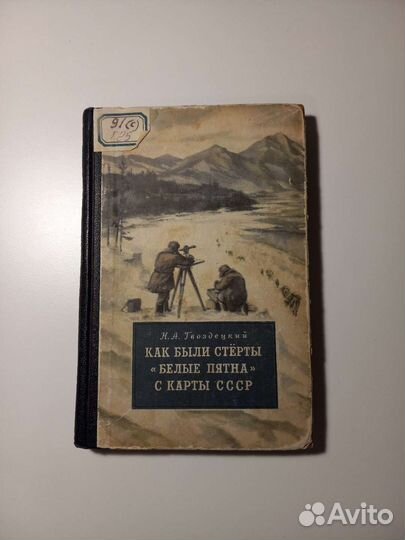 91(с)
Г25
Н. А. Гвоздецкий
КАК БЫЛИ СТЁРТЫ
«БЕЛЫЕ ПЯТНА»
С КАРТЫ СССР
Avito